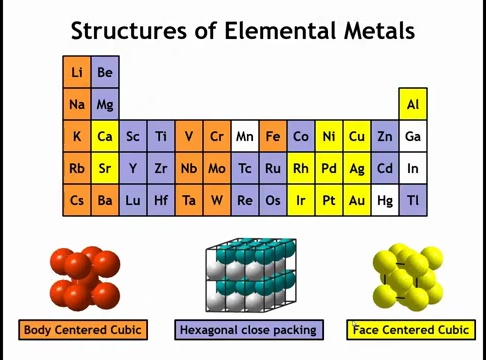 Structures of Elemental Metals
Li Be
Na Mg Al
K Ca Sc Ti V Cr Mn Fe Co Ni Cu Zn Ga
Rb Sr Y Zr Nb Mo Tc Ru Rh Pd Ag Cd In
Cs Ba Lu Hf Ta W Re Os Ir Pt Au Hg Tl
Body Centered Cubic Hexagonal close packing Face Centered Cubic